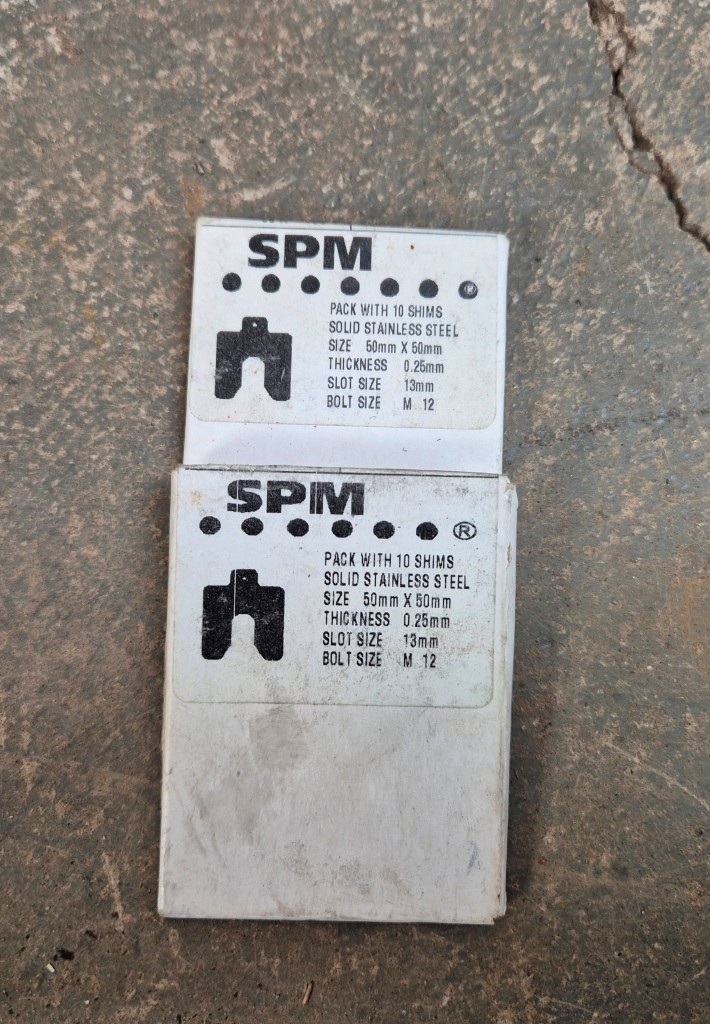 SPM
®
PACK WITH 10 SHIMS
SOLID STAINLESS STEEL
SIZE 50mm X 50mm
THICKNESS 0.25mm
SLOT SIZE 13mm
BOLT SIZE M 12
SPM
®
PACK WITH 10 SHIMS
SOLID STAINLESS STEEL
SIZE 50mm X 50mm
THICKNESS 0.25mm
SLOT SIZE 13mm
BOLT SIZE M 12